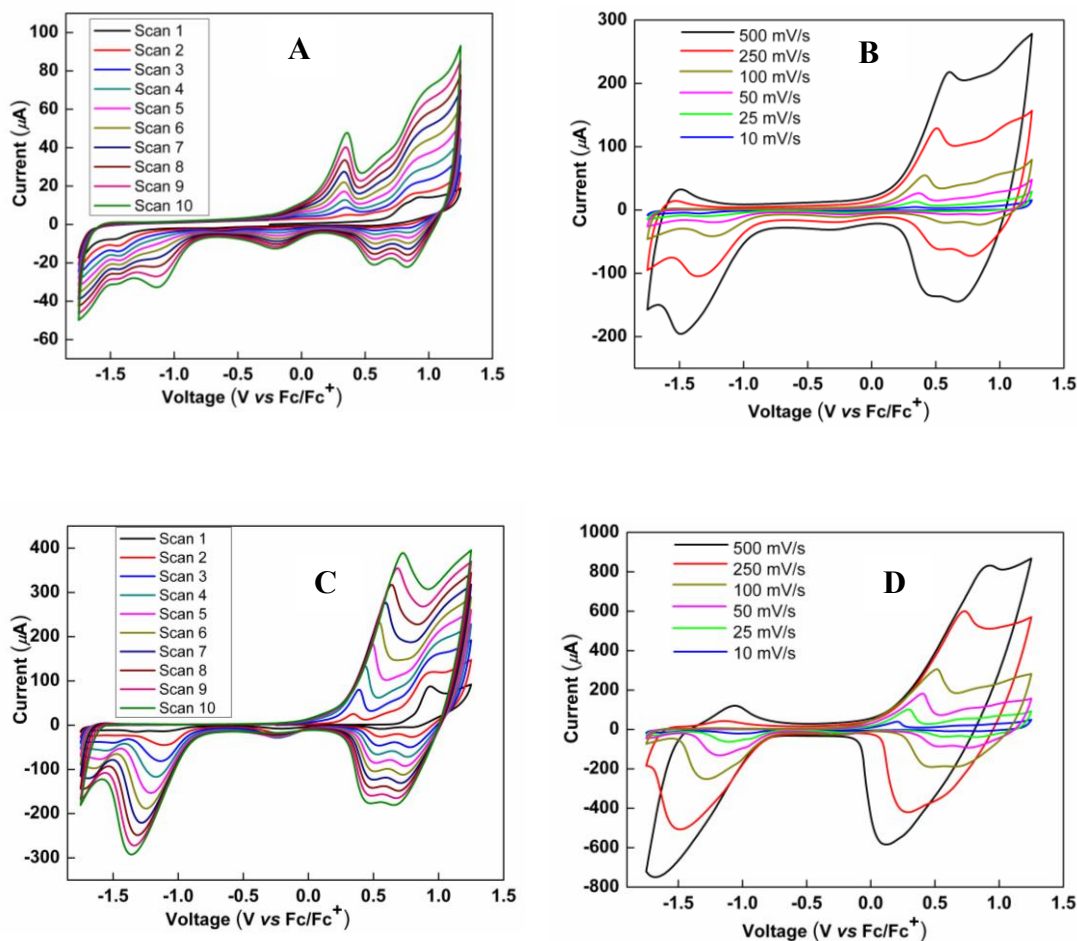 A
Scan 1
Scan 2
Scan 3
Scan 4
Scan 5
Scan 6
Scan 7
Scan 8
Scan 9
Scan 10
100
80
60
40
20
0
-20
-40
-60
Current (µA)
-1.5 -1.0 -0.5 0.0 0.5 1.0 1.5
Voltage (V vs Fc/Fc⁺)
B
500 mV/s
250 mV/s
100 mV/s
50 mV/s
25 mV/s
10 mV/s
300
200
100
0
-100
-200
Current (µA)
-1.5 -1.0 -0.5 0.0 0.5 1.0 1.5
Voltage (V vs Fc/Fc⁺)
C
Scan 1
Scan 2
Scan 3
Scan 4
Scan 5
Scan 6
Scan 7
Scan 8
Scan 9
Scan 10
400
300
200
100
0
-100
-200
-300
Current (µA)
-1.5 -1.0 -0.5 0.0 0.5 1.0 1.5
Voltage (V vs Fc/Fc⁺)
D
500 mV/s
250 mV/s
100 mV/s
50 mV/s
25 mV/s
10 mV/s
1000
800
600
400
200
0
-200
-400
-600
-800
Current (µA)
-1.5 -1.0 -0.5 0.0 0.5 1.0 1.5
Voltage (V vs Fc/Fc⁺)